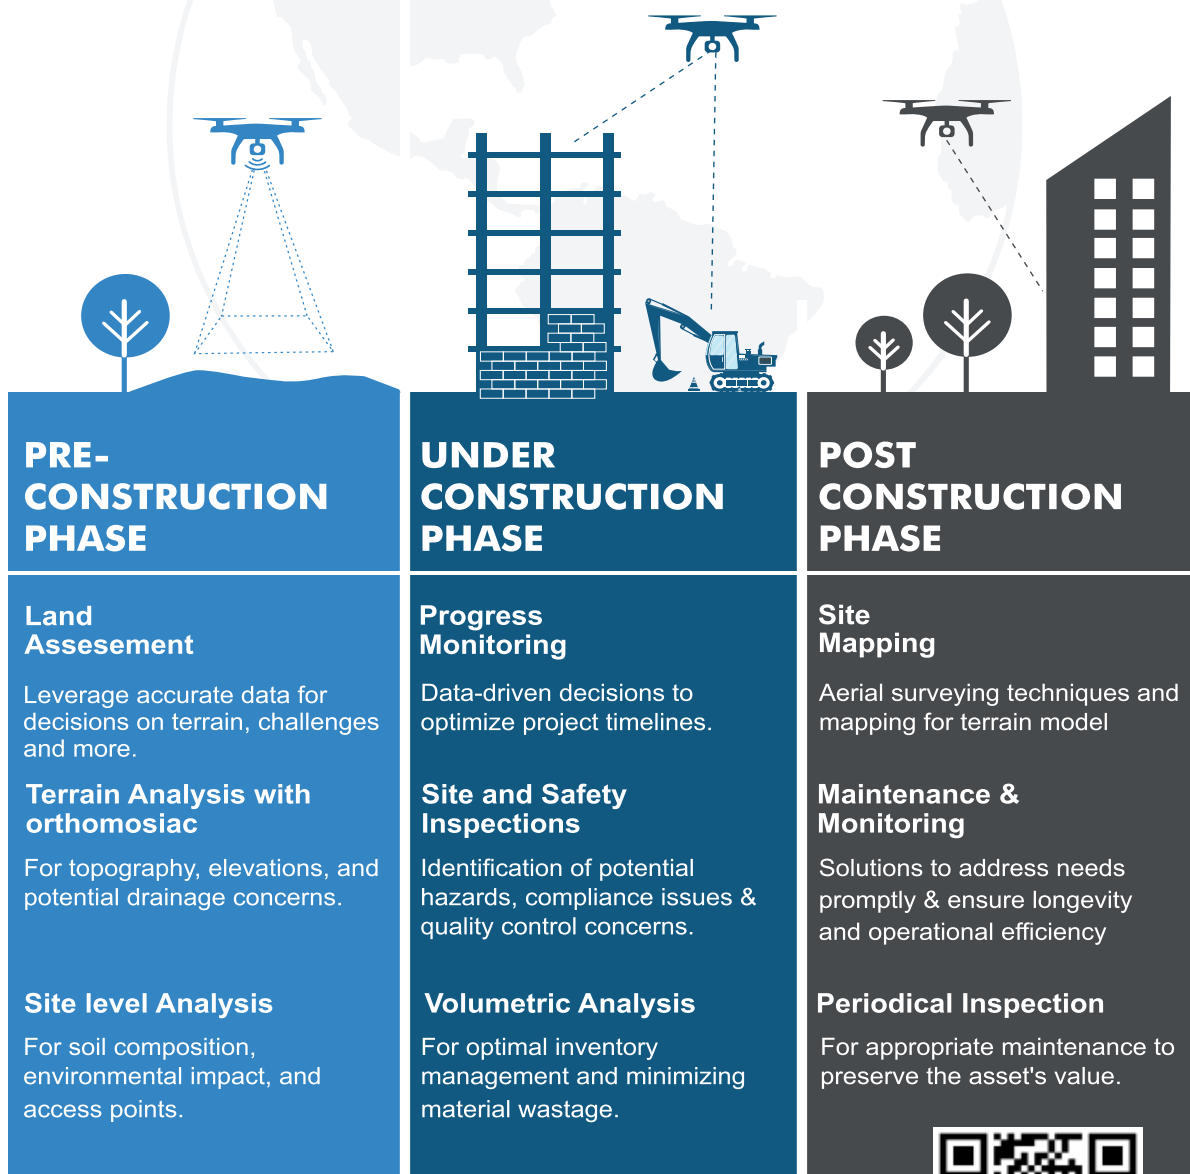 PRE-
CONSTRUCTION
PHASE
Land
Assesement
Leverage accurate data for
decisions on terrain, challenges
and more.
Terrain Analysis with
orthomosiac
For topography, elevations, and
potential drainage concerns.
Site level Analysis
For soil composition,
environmental impact, and
access points.
UNDER
CONSTRUCTION
PHASE
Progress
Monitoring
Data-driven decisions to
optimize project timelines.
Site and Safety
Inspections
Identification of potential
hazards, compliance issues &
quality control concerns.
Volumetric Analysis
For optimal inventory
management and minimizing
material wastage.
POST
CONSTRUCTION
PHASE
Site
Mapping
Aerial surveying techniques and
mapping for terrain model
Maintenance &
Monitoring
Solutions to address needs
promptly & ensure longevity
and operational efficiency
Periodical Inspection
For appropriate maintenance to
preserve the asset's value.